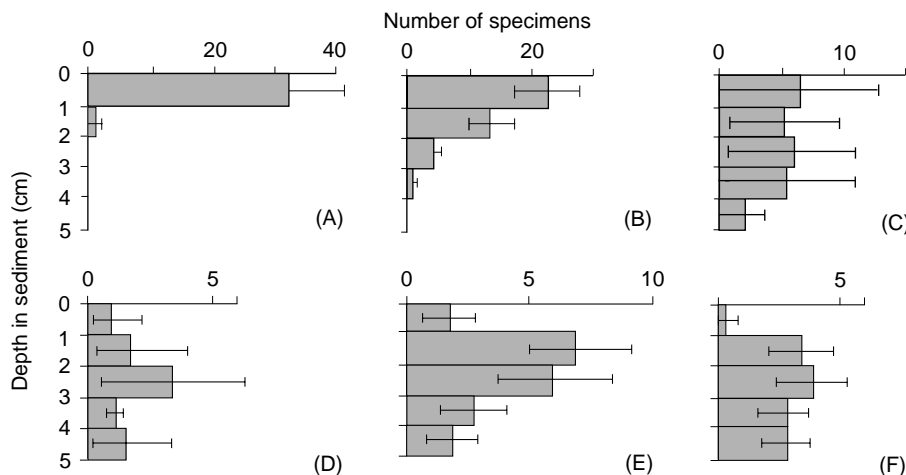 Number of specimens
0 20 40
0 20
0 10
Depth in sediment (cm)
0
1
2
3
4
5
(A)
(B)
(C)
0 5
0 5 10
5
0
1
2
3
4
5
(D)
(E)
(F)